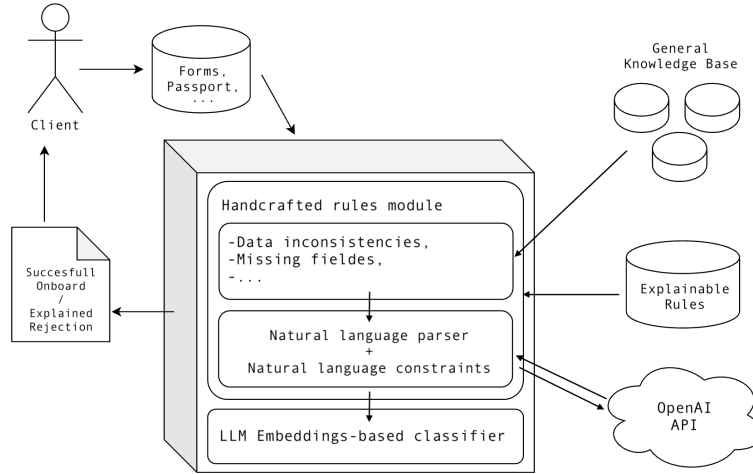 Client
Forms,
Passport,
...
General
Knowledge Base
Handcrafted rules module
-Data inconsistencies,
-Missing fieldes,
-...
Natural language parser
+
Natural language constraints
LLM Embeddings-based classifier
Explainable
Rules
OpenAI
API
Succesfull
Onboard
/
Explained
Rejection